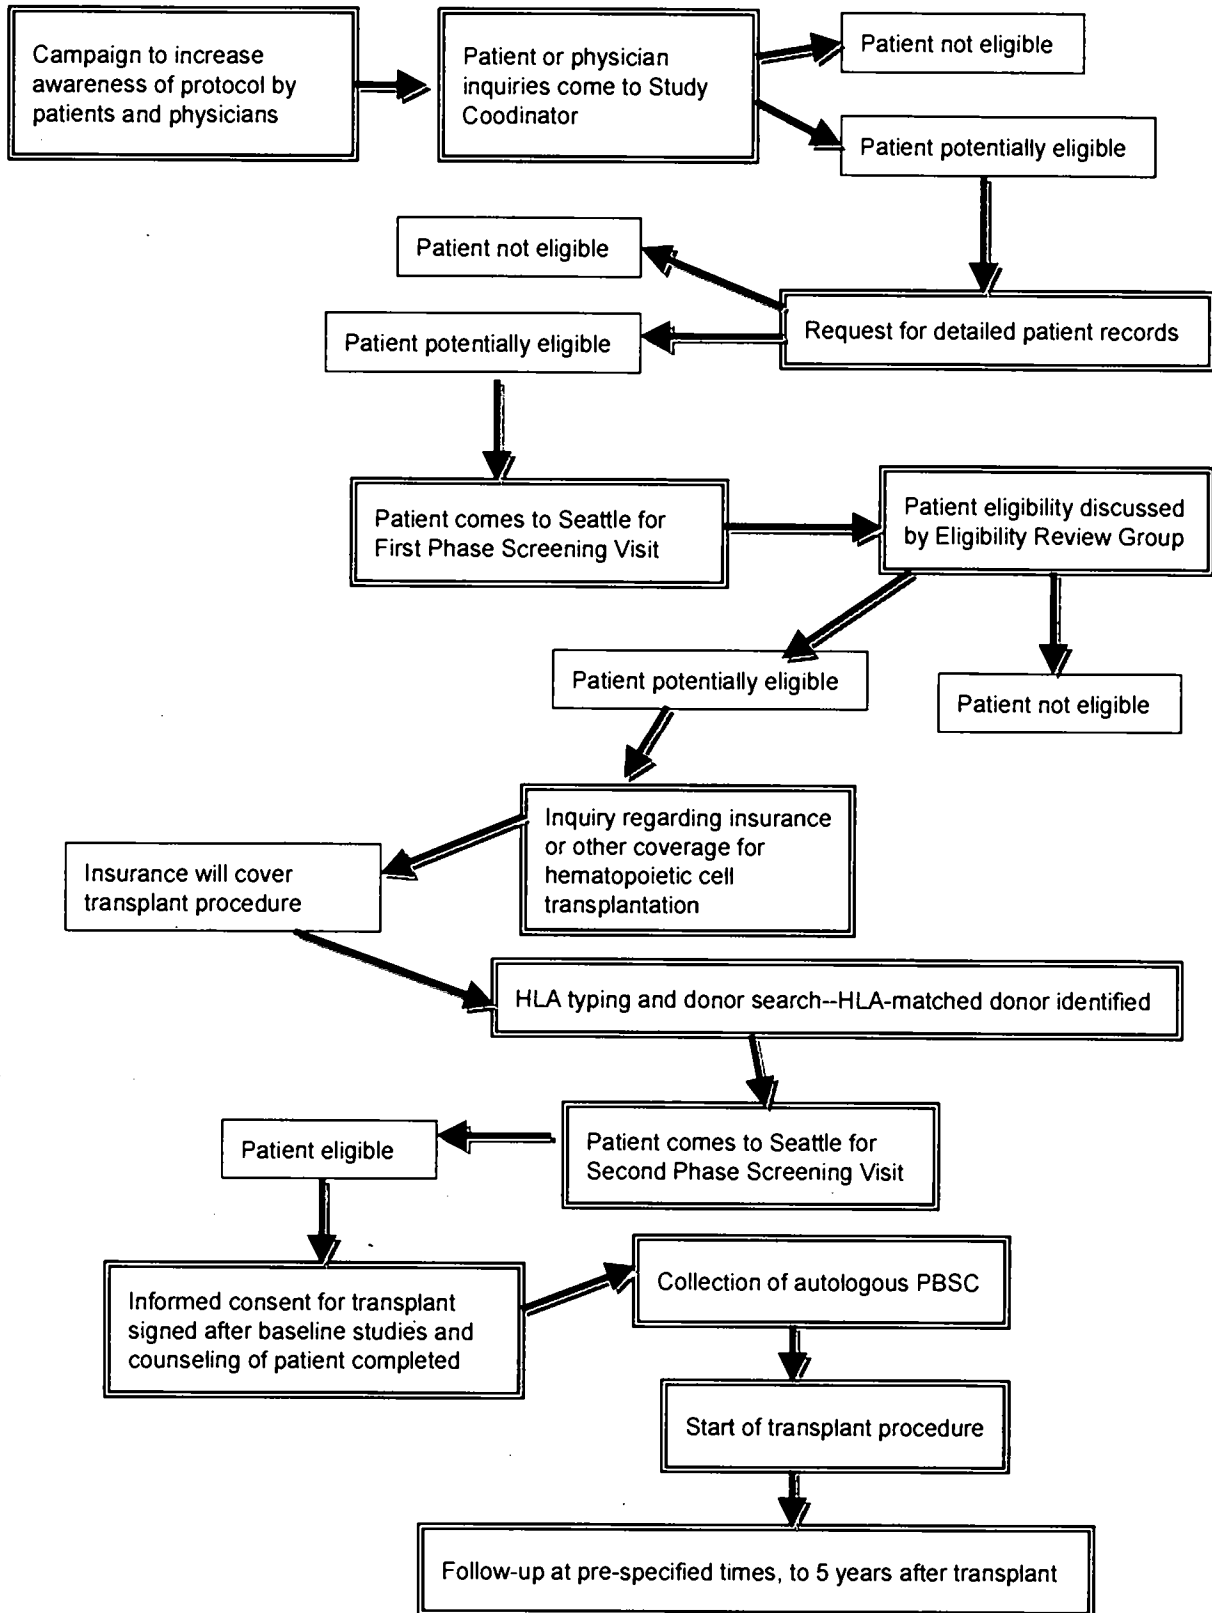 Campaign to increase
awareness of protocol by
patients and physicians
Patient or physician
inquiries come to Study
Coodinator
Patient not eligible
Patient potentially eligible
Patient not eligible
Request for detailed patient records
Patient potentially eligible
Patient comes to Seattle for
First Phase Screening Visit
Patient eligibility discussed
by Eligibility Review Group
Patient potentially eligible
Patient not eligible
Inquiry regarding insurance
or other coverage for
hematopoietic cell
transplantation
Insurance will cover
transplant procedure
HLA typing and donor search--HLA-matched donor identified
Patient comes to Seattle for
Second Phase Screening Visit
Patient eligible
Informed consent for transplant
signed after baseline studies and
counseling of patient completed
Collection of autologous PBSC
Start of transplant procedure
Follow-up at pre-specified times, to 5 years after transplant